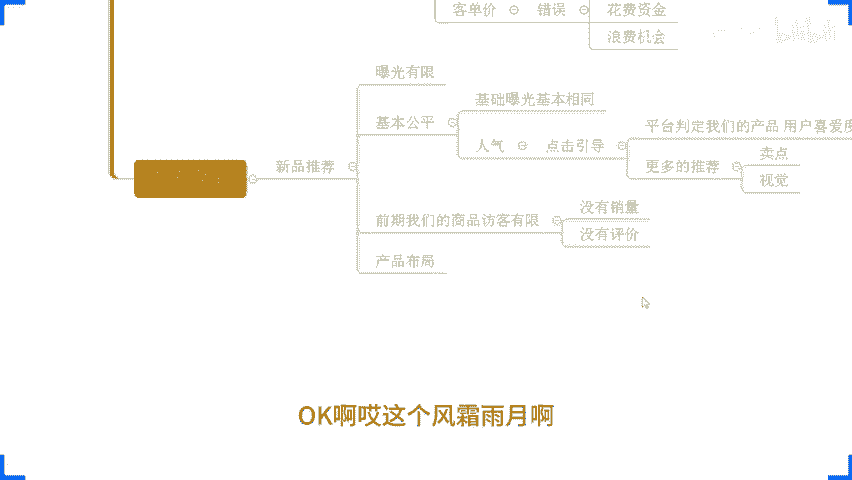 客单价
错误
花费资金
浪费机会
曝光有限
基础曝光基本相同
基本公平
平台判定我们的产品 用户喜爱度
人气
点击引导
卖点
更多的推荐
新品推荐
视觉
没有销量
前期我们的商品访客有限
没有评价
产品布局
OK啊哎这个风霜雨月啊